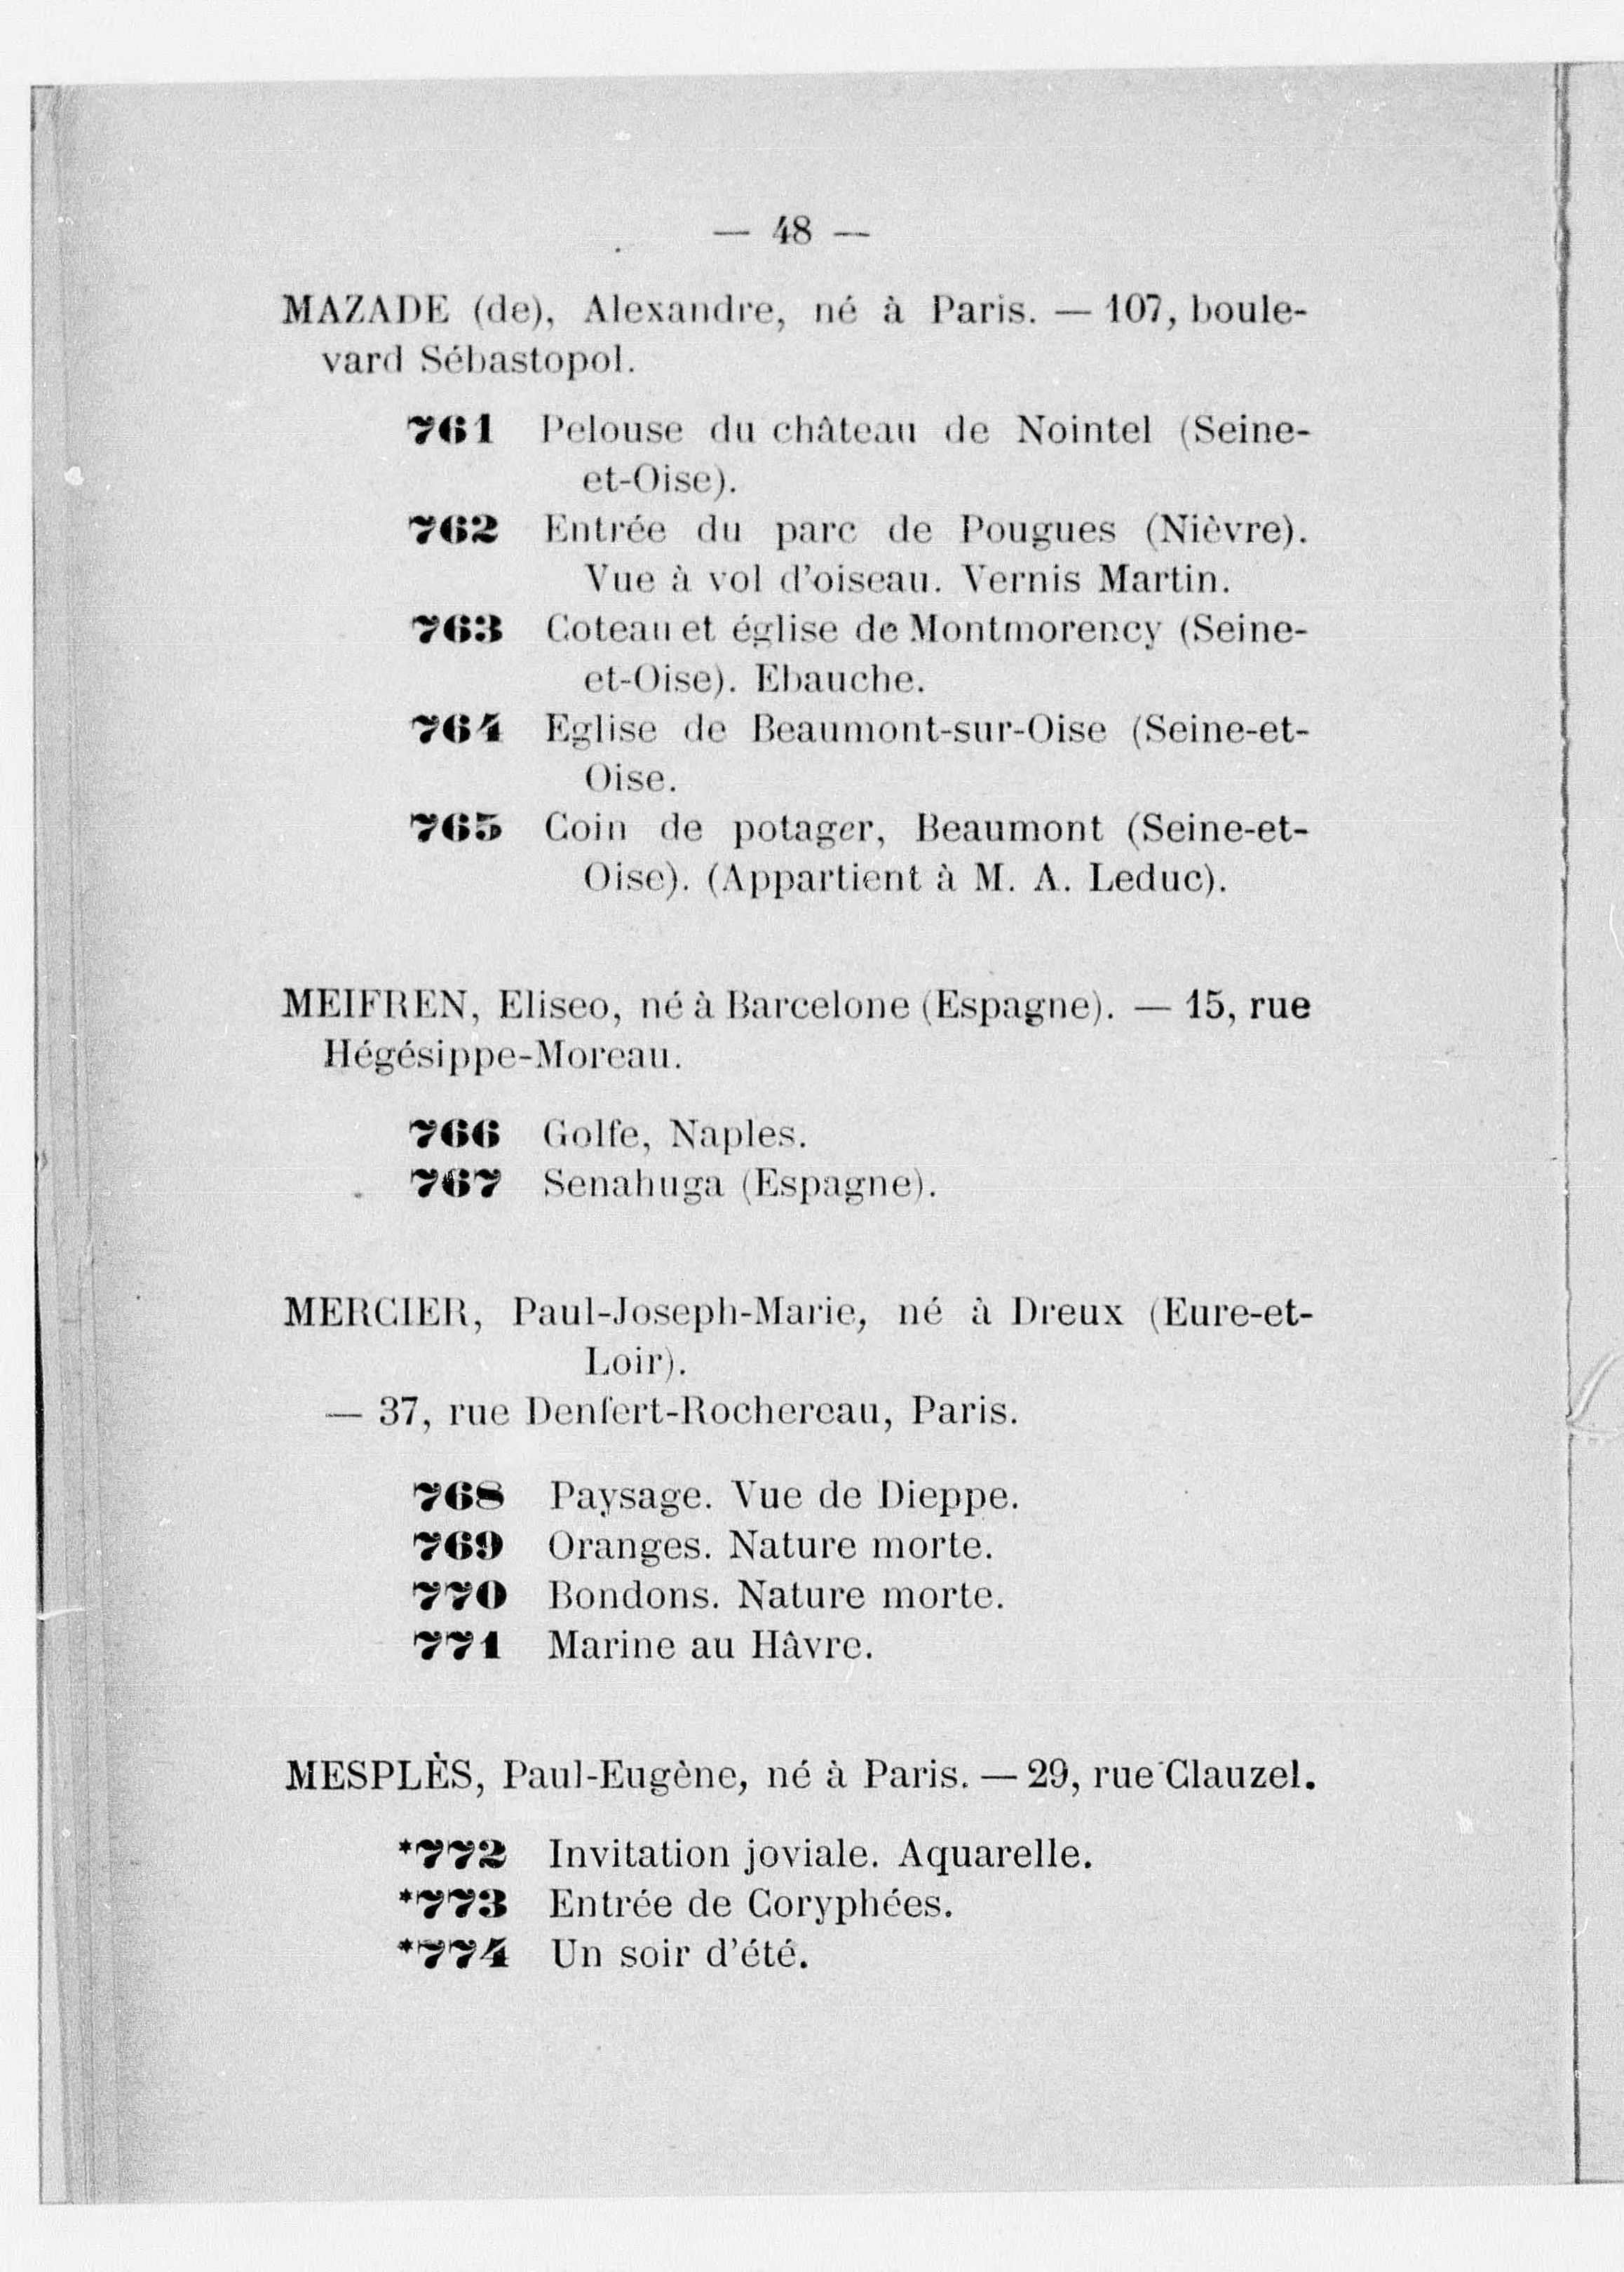 — 48 —
MAZADE (de), Alexandre, né à Paris. — 107, boule-
vard Sébastopol.
761 Pelouse du château de Nointel (Seine-
et-Oise).
762 Entrée du parc de Pougues (Nièvre).
Vue à vol d'oiseau. Vernis Martin.
763 Coteau et église de Montmorency (Seine-
et-Oise). Ebauche.
764 Eglise de Beaumont-sur-Oise (Seine-et-
Oise.
765 Coin de potager, Beaumont (Seine-et-
Oise). (Appartient à M. A. Leduc).
MEIFREN, Eliseo, né à Barcelone (Espagne). — 15, rue
Hégésippe-Moreau.
766 Golfe, Naples.
767 Senahuga (Espagne).
MERCIER, Paul-Joseph-Marie, né à Dreux (Eure-et-
Loir).
— 37, rue Denfert-Rochereau, Paris.
768 Paysage. Vue de Dieppe.
769 Oranges. Nature morte.
770 Bondons. Nature morte.
771 Marine au Hâvre.
MESPLÈS, Paul-Eugène, né à Paris. — 29, rue Clauzel.
*772 Invitation joviale. Aquarelle.
*773 Entrée de Coryphées.
*774 Un soir d'été.